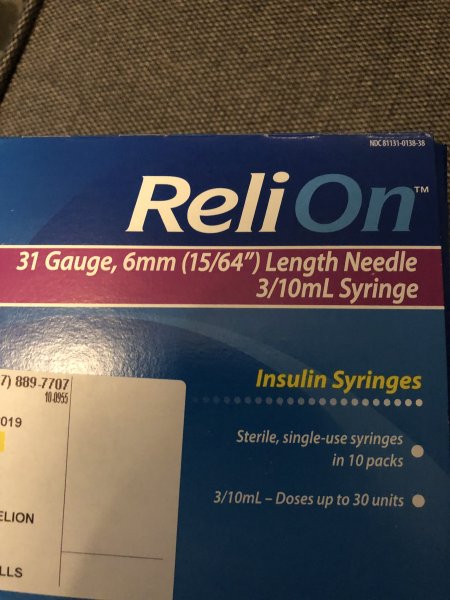 NDC 81131-0138-38
ReliOn™
31 Gauge, 6mm (15/64") Length Needle
3/10mL Syringe
7) 889-7707
10-8955
Insulin Syringes
019
Sterile, single-use syringes
in 10 packs
3/10mL – Doses up to 30 units
ELION
LLS